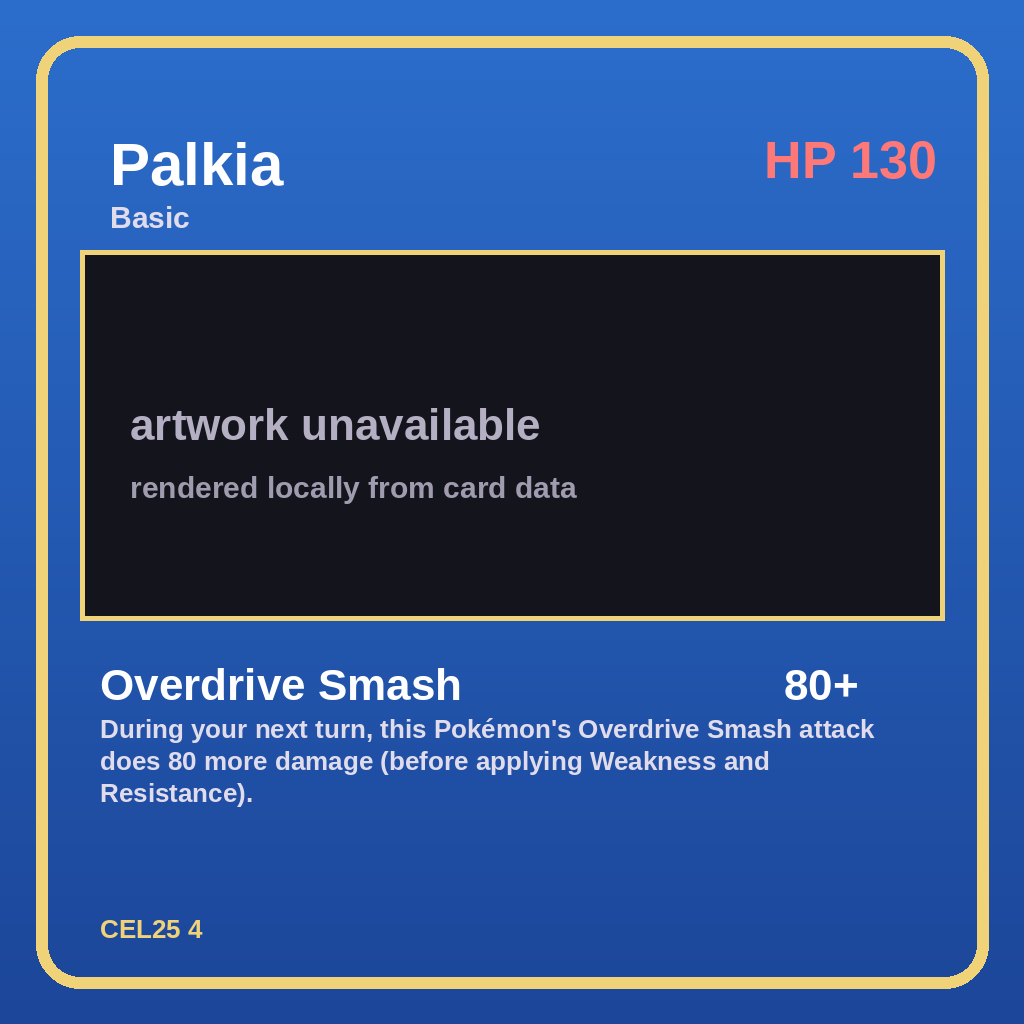 Palkia
HP 130
Basic
artwork unavailable
rendered locally from card data
Overdrive Smash
80+
During your next turn, this Pokémon's Overdrive Smash attack
does 80 more damage (before applying Weakness and
Resistance).
CEL25 4